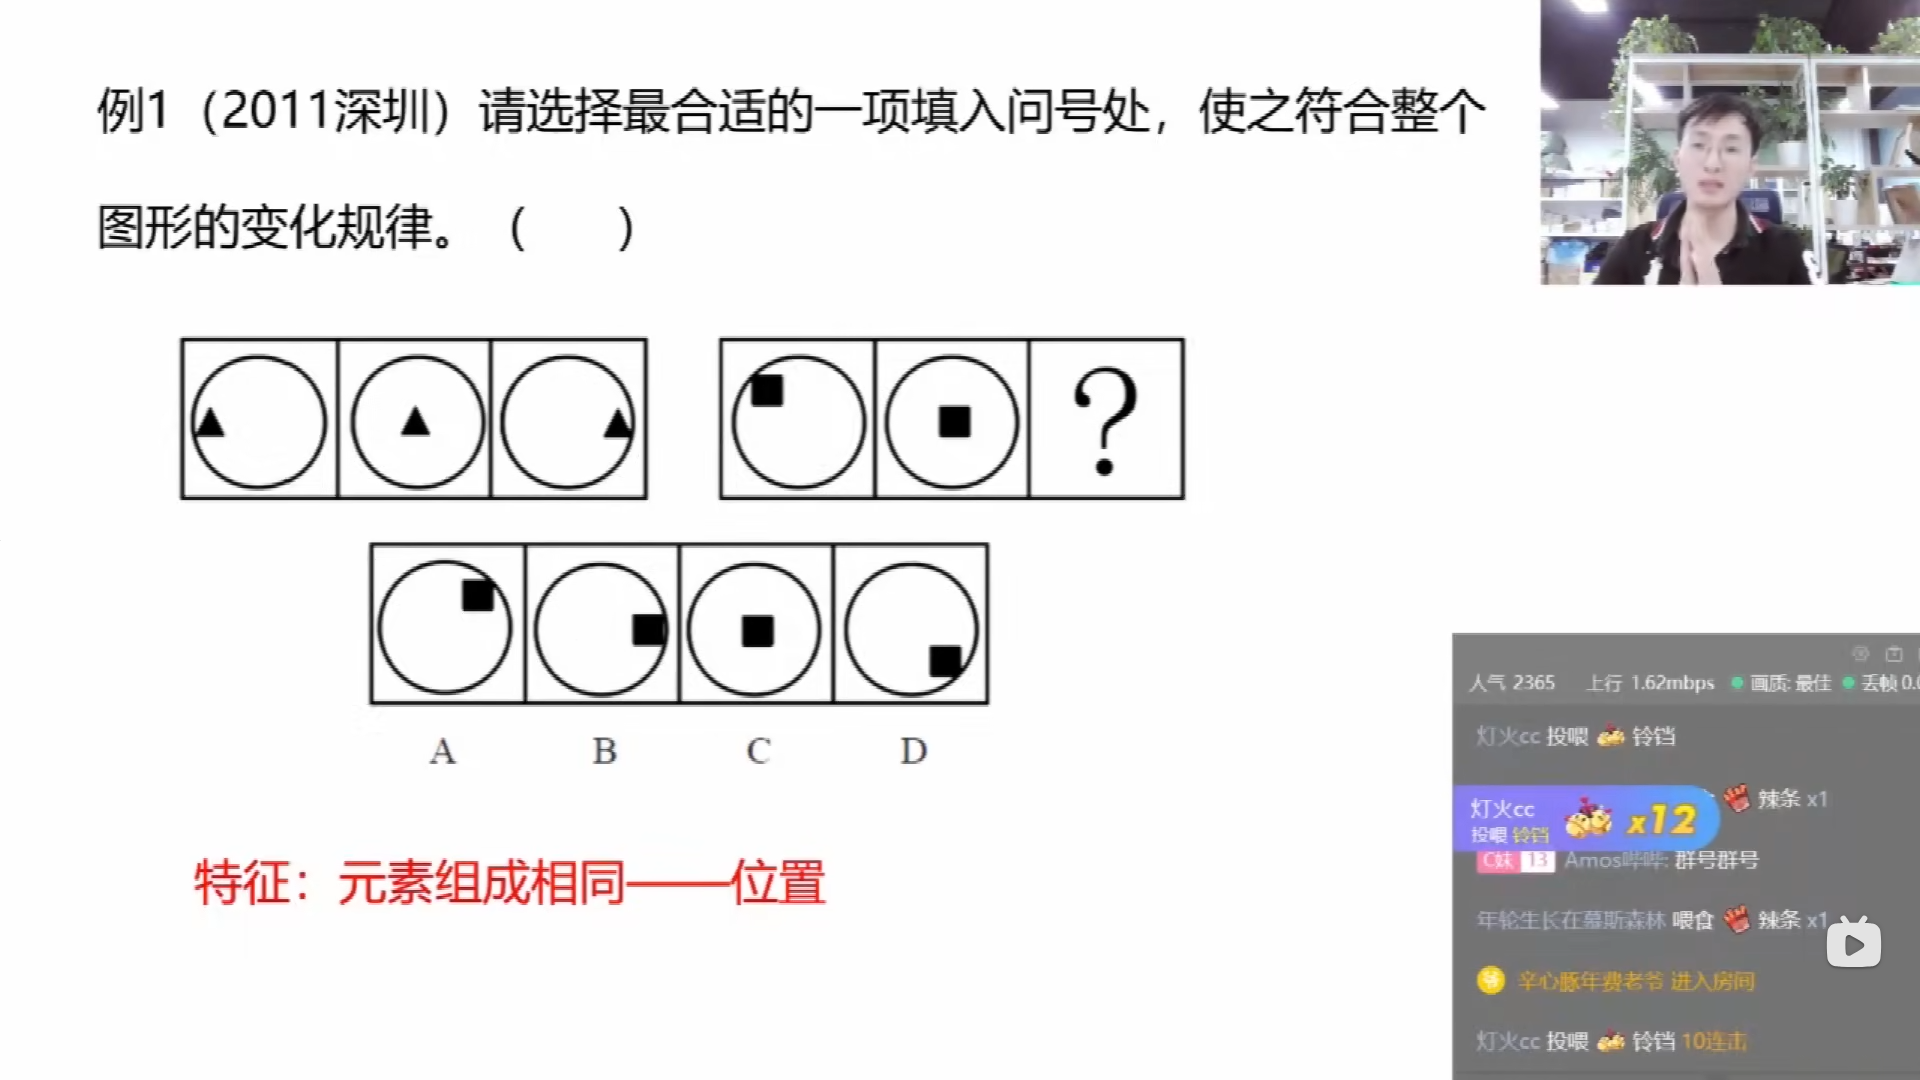 例1（2011深圳）请选择最合适的一项填入问号处，使之符合整个
图形的变化规律。（　　）
?
A B C D
特征：元素组成相同——位置
人气 2365 上行 1.62mbps 画质: 最佳 丢帧 0.0
灯火cc 投喂 铃铛
辣条 x1
灯火cc
投喂 铃铛
x12
C妹 13 Amos哔哔: 群号群号
年轮生长在慕斯森林 喂食 辣条 x1
爷 辛心豚年费老爷 进入房间
灯火cc 投喂 铃铛 10连击